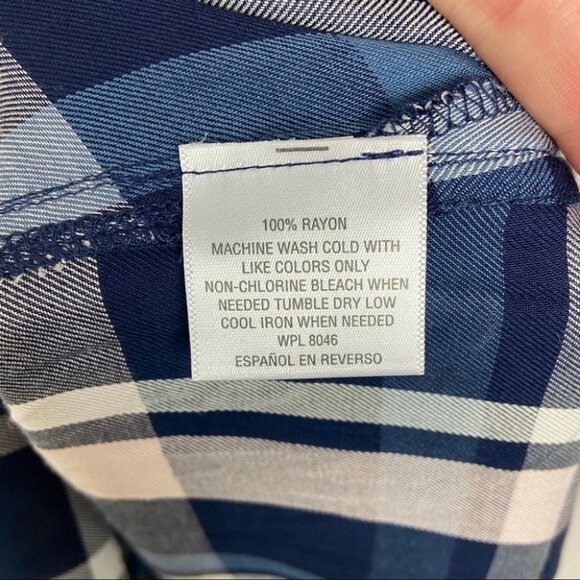 100% RAYON
MACHINE WASH COLD WITH
LIKE COLORS ONLY
NON-CHLORINE BLEACH WHEN
NEEDED TUMBLE DRY LOW
COOL IRON WHEN NEEDED
WPL 8046
ESPAÑOL EN REVERSO